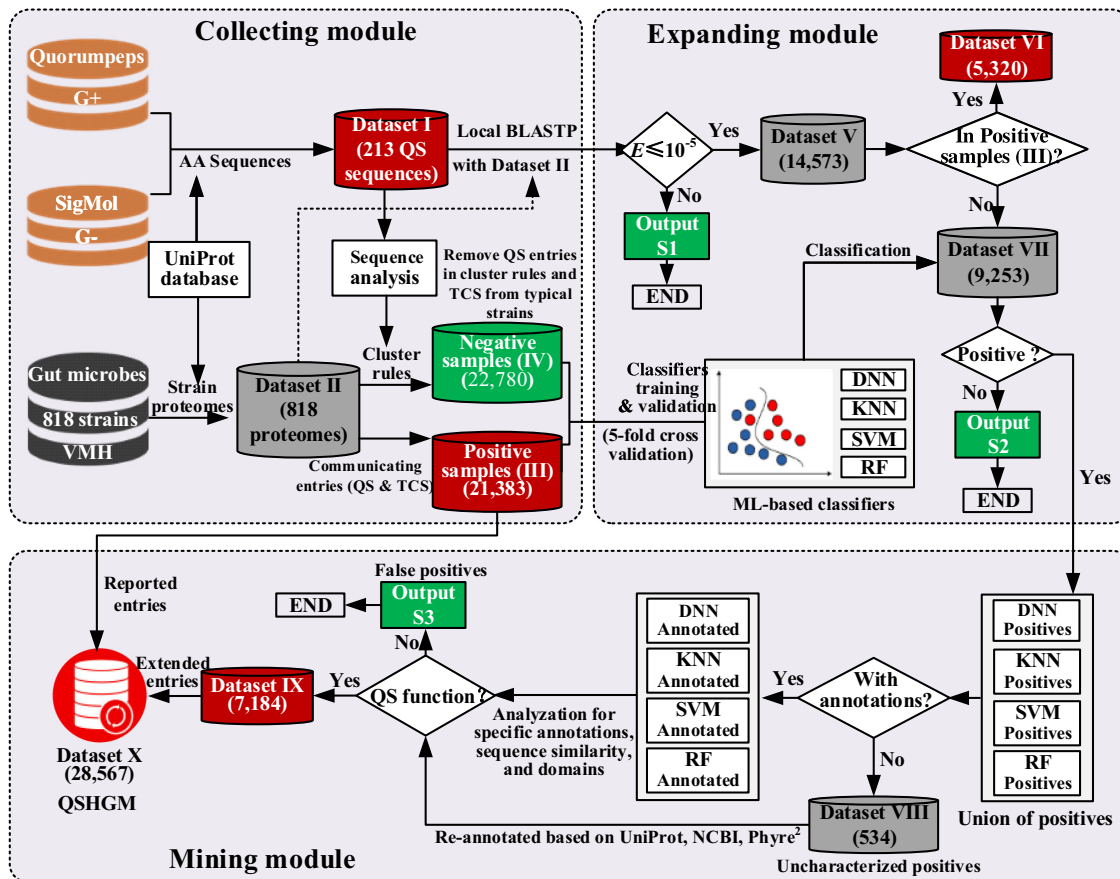 Collecting module
Quorumpeps
G+
SigMol
G-
AA Sequences
UniProt
database
Gut microbes
818 strains
VMH
Strain
proteomes
Dataset I
(213 QS
sequences)
Local BLASTP
with Dataset II
Sequence
analysis
Remove QS entries
in cluster rules and
TCS from typical
strains
Cluster
rules
Dataset II
(818
proteomes)
Negative
samples (IV)
(22,780)
Communicating
entries (QS & TCS)
Positive
samples (III)
(21,383)
Expanding module
E≤10-5
Yes
No
Output
S1
END
Dataset V
(14,573)
In Positive
samples (III)?
Yes
Dataset VI
(5,320)
No
Dataset VII
(9,253)
Classification
Classifiers
training
& validation
(5-fold cross
validation)
DNN
KNN
SVM
RF
ML-based classifiers
Positive ?
No
Output
S2
END
Yes
Mining module
Reported
entries
Extended
entries
Dataset X
(28,567)
QSHGM
Dataset IX
(7,184)
Yes
QS function?
No
False positives
Output
S3
END
Analyzation for
specific annotations,
sequence similarity,
and domains
DNN
Annotated
KNN
Annotated
SVM
Annotated
RF
Annotated
Yes
With
annotations?
No
Dataset VIII
(534)
Uncharacterized positives
Re-annotated based on UniProt, NCBI, Phyre2
DNN
Positives
KNN
Positives
SVM
Positives
RF
Positives
Union of positives